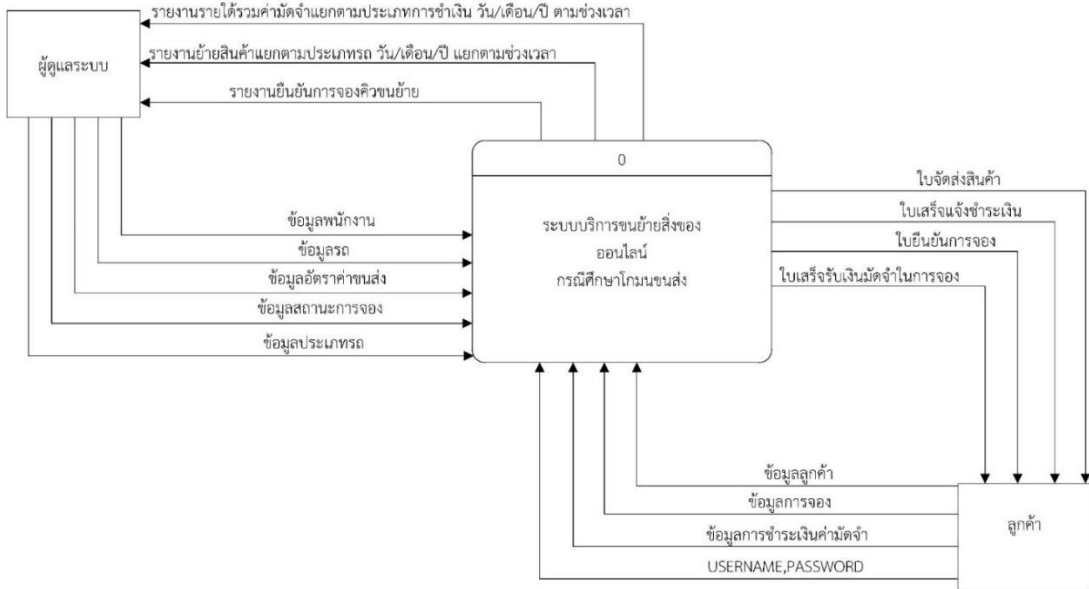 รายงานรายได้รวมค่ามัดจำแยกตามประเภทการชำเงิน วัน/เดือน/ปี ตามช่วงเวลา
รายงานย้ายสินค้าแยกตามประเภทรถ วัน/เดือน/ปี แยกตามช่วงเวลา
ผู้ดูแลระบบ
รายงานยืนยันการจองคิวขนย้าย
0
ระบบบริการขนย้ายสิ่งของ
ออนไลน์
กรณีศึกษาโกมนขนส่ง
ข้อมูลพนักงาน
ข้อมูลรถ
ข้อมูลอัตราค่าขนส่ง
ข้อมูลสถานะการจอง
ข้อมูลประเภทรถ
ใบจัดส่งสินค้า
ใบเสร็จแจ้งชำระเงิน
ใบยืนยันการจอง
ใบเสร็จรับเงินมัดจำในการจอง
ข้อมูลลูกค้า
ข้อมูลการจอง
ข้อมูลการชำระเงินค่ามัดจำ
USERNAME,PASSWORD
ลูกค้า